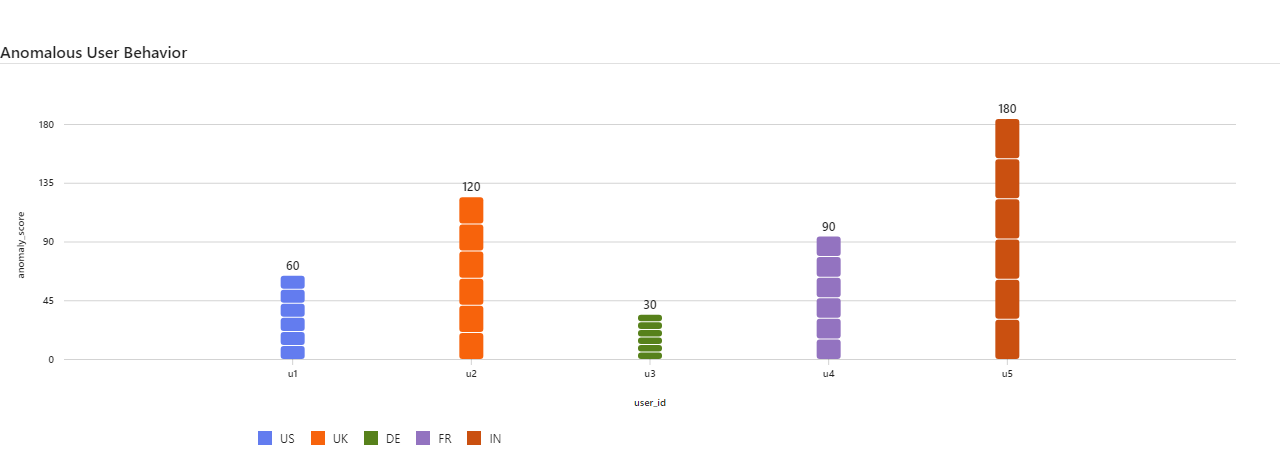 Anomalous User Behavior
180
180
120
135
90
90
60
30
45
0
anomaly_score
u1 u2 u3 u4 u5
user_id
US UK DE FR IN